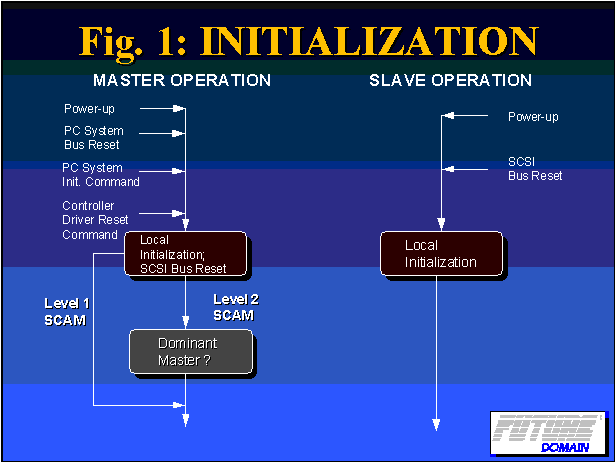 Fig. 1: INITIALIZATION
MASTER OPERATION
SLAVE OPERATION
Power-up
PC System
Bus Reset
PC System
Init. Command
Controller
Driver Reset
Command
Local
Initialization;
SCSI Bus Reset
Level 1
SCAM
Level 2
SCAM
Dominant
Master ?
Power-up
SCSI
Bus Reset
Local
Initialization
FUTURE
DOMAIN